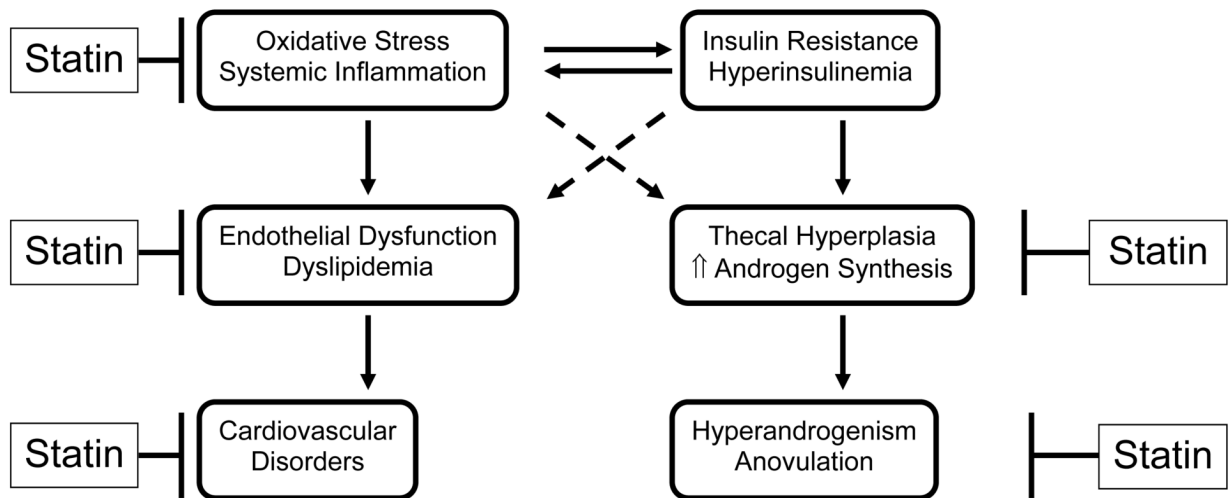 Statin
Oxidative Stress
Systemic Inflammation
Insulin Resistance
Hyperinsulinemia
Statin
Endothelial Dysfunction
Dyslipidemia
Thecal Hyperplasia
⇑ Androgen Synthesis
Statin
Statin
Cardiovascular
Disorders
Hyperandrogenism
Anovulation
Statin